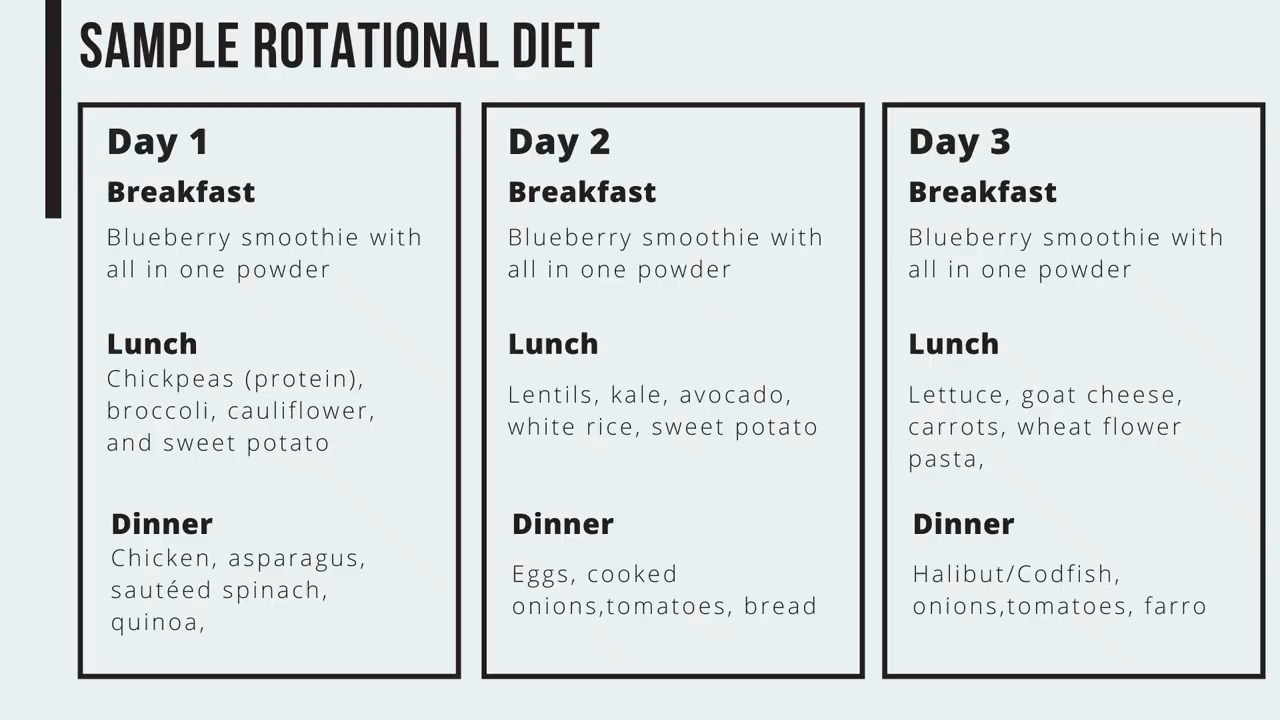 SAMPLE ROTATIONAL DIET
Day 1
Breakfast
Blueberry smoothie with
all in one powder
Lunch
Chickpeas (protein),
broccoli, cauliflower,
and sweet potato
Dinner
Chicken, asparagus,
sautéed spinach,
quinoa,
Day 2
Breakfast
Blueberry smoothie with
all in one powder
Lunch
Lentils, kale, avocado,
white rice, sweet potato
Dinner
Eggs, cooked
onions,tomatoes, bread
Day 3
Breakfast
Blueberry smoothie with
all in one powder
Lunch
Lettuce, goat cheese,
carrots, wheat flower
pasta,
Dinner
Halibut/Codfish,
onions,tomatoes, farro